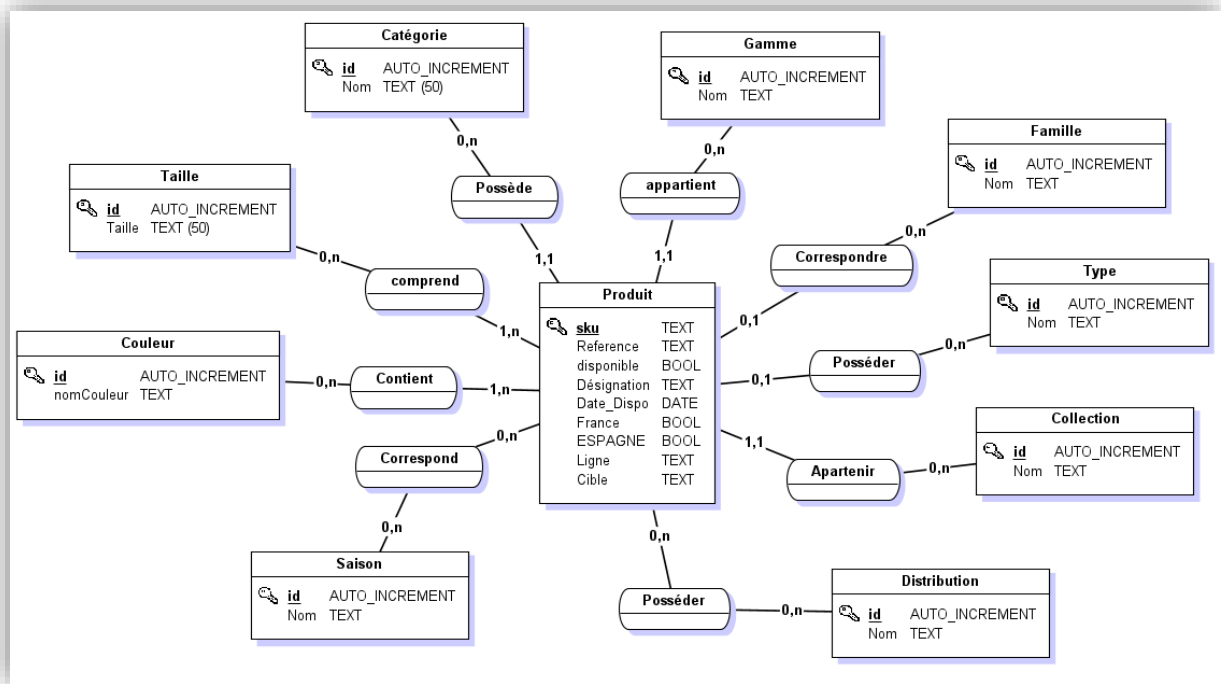 Catégorie
id AUTO_INCREMENT
Nom TEXT (50)
0,n
Possède
1,1
Gamme
id AUTO_INCREMENT
Nom TEXT
0,n
appartient
1,1
Famille
id AUTO_INCREMENT
Nom TEXT
0,n
Correspondre
0,1
Taille
id AUTO_INCREMENT
Taille TEXT (50)
0,n
comprend
1,n
Type
id AUTO_INCREMENT
Nom TEXT
0,n
Posséder
0,1
Produit
sku TEXT
Reference TEXT
disponible BOOL
Désignation TEXT
Date_Dispo DATE
France BOOL
ESPAGNE BOOL
Ligne TEXT
Cible TEXT
Couleur
id AUTO_INCREMENT
nomCouleur TEXT
0,n
Contient
1,n
Collection
id AUTO_INCREMENT
Nom TEXT
0,n
Apartenir
1,1
0,n
Correspond
0,n
Saison
id AUTO_INCREMENT
Nom TEXT
0,n
Posséder
0,n
Distribution
id AUTO_INCREMENT
Nom TEXT